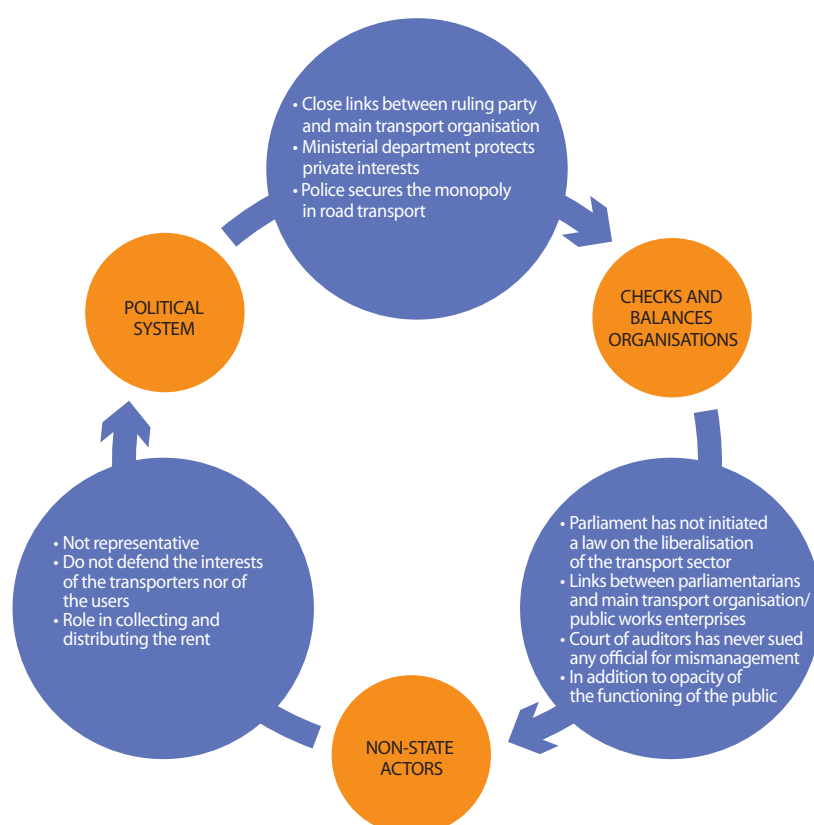 • Close links between ruling party
and main transport organisation
• Ministerial department protects
private interests
• Police secures the monopoly
in road transport
POLITICAL
SYSTEM
CHECKS AND
BALANCES
ORGANISATIONS
• Not representative
• Do not defend the interests
of the transporters nor of
the users
• Role in collecting and
distributing the rent
• Parliament has not initiated
a law on the liberalisation
of the transport sector
• Links between parliamentarians
and main transport organisation/
public works enterprises
• Court of auditors has never sued
any official for mismanagement
• In addition to opacity of
the functioning of the public
NON-STATE
ACTORS